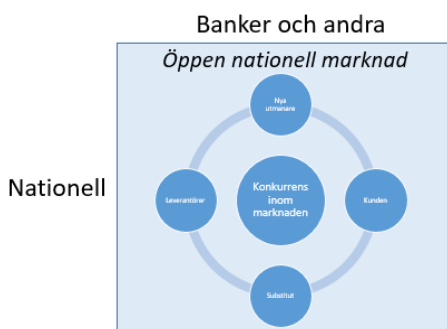 Banker och andra
Öppen nationell marknad
Nya
utmanare
Nationell
Leverantörer
Konkurrens
inom
marknaden
Kunden
Substitut